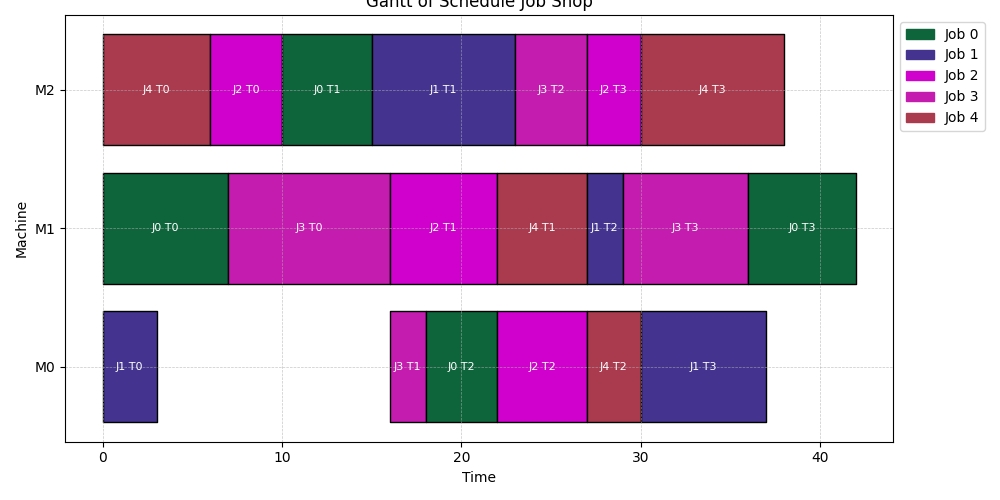 Gantt of Schedule Job Shop
M2
J4 T0
J2 T0
J0 T1
J1 T1
J3 T2
J2 T3
J4 T3
M1
J0 T0
J3 T0
J2 T1
J4 T1
J1 T2
J3 T3
J0 T3
M0
J1 T0
J3 T1
J0 T2
J2 T2
J4 T2
J1 T3
Machine
0
10
20
30
40
Time
Job 0
Job 1
Job 2
Job 3
Job 4